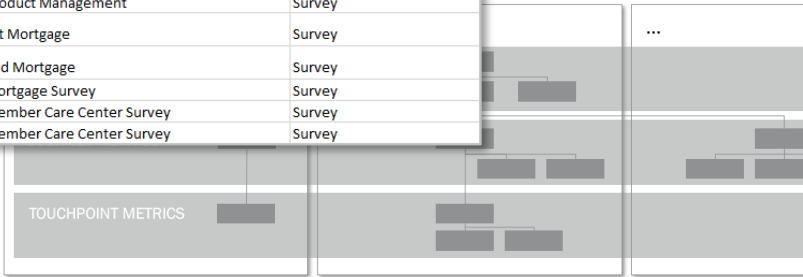 oduct Management Survey
t Mortgage Survey
...
d Mortgage Survey
ortgage Survey Survey
ember Care Center Survey Survey
ember Care Center Survey Survey
TOUCHPOINT METRICS